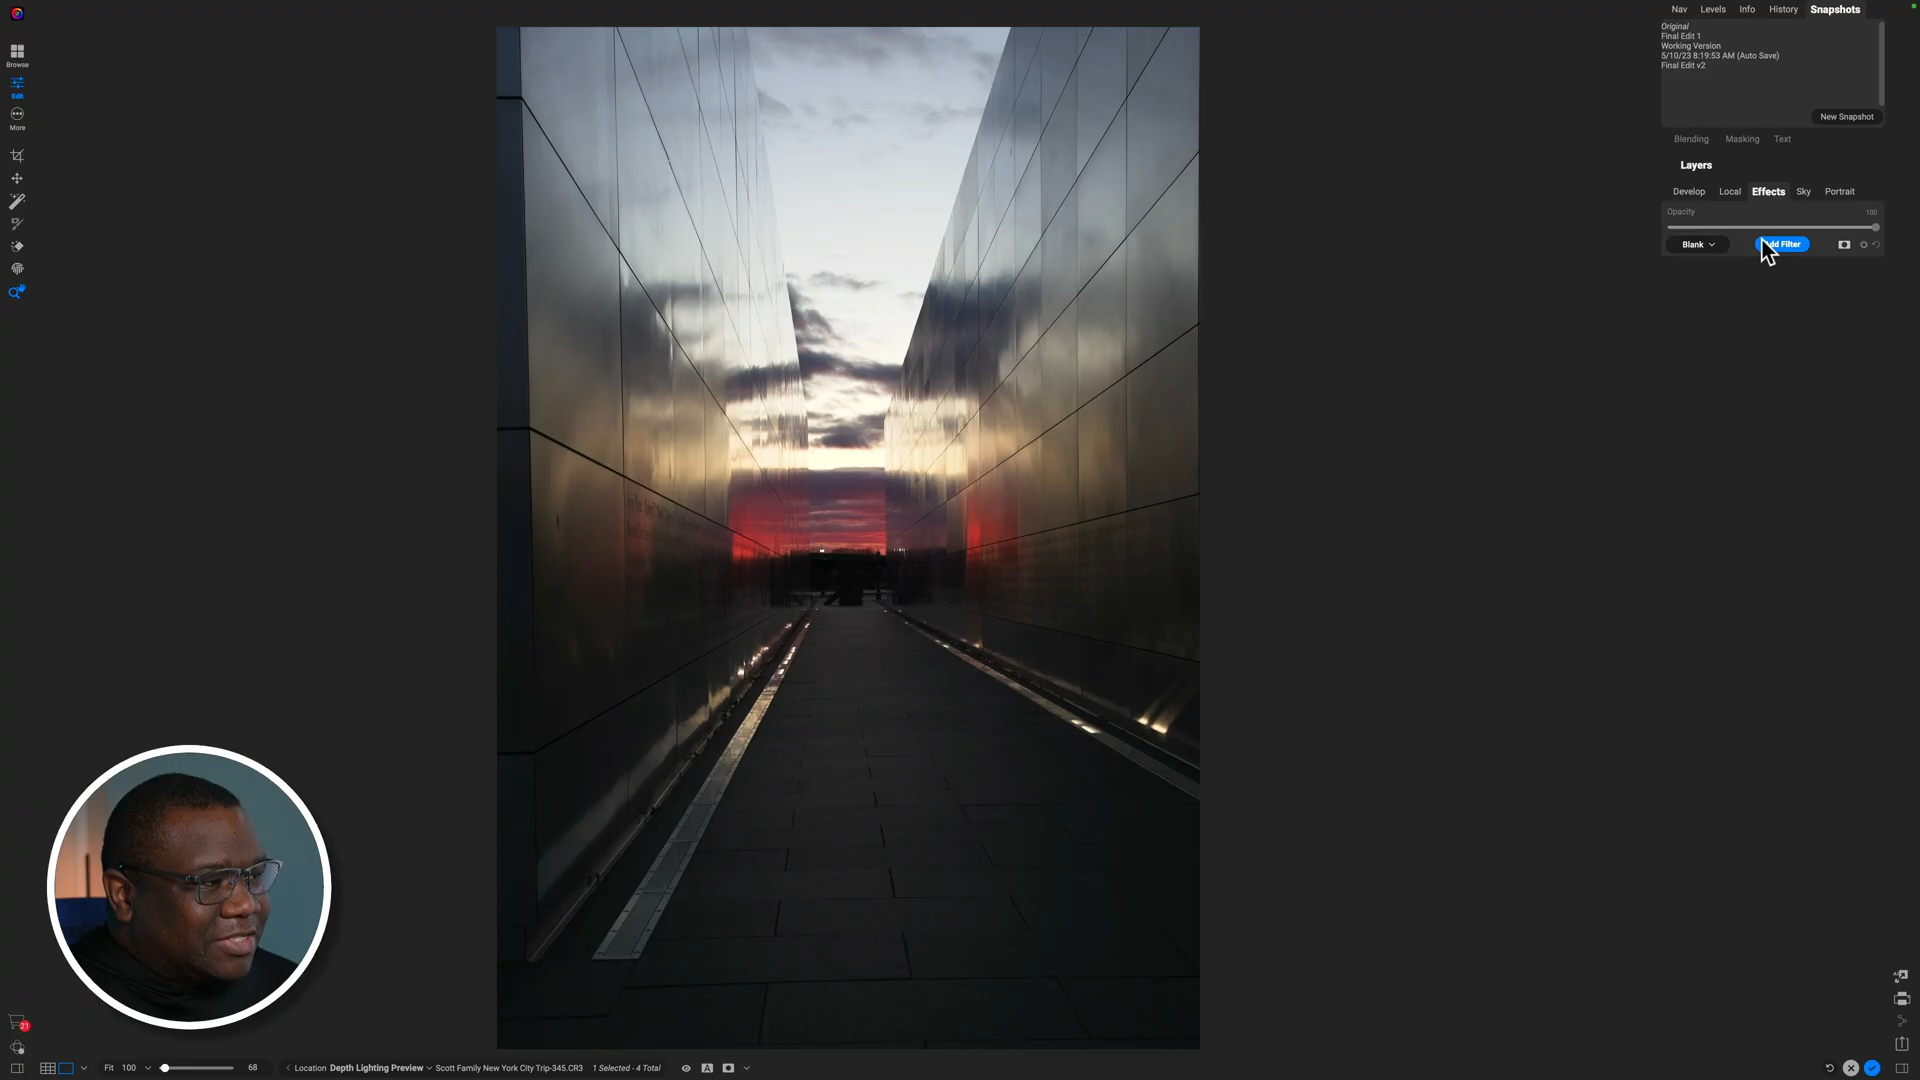 Nav Levels Info History Snapshots
Original
Final Edit 1
Working Version
5/10/23 8:19:53 AM (Auto Save)
Final Edit v2
New Snapshot
Browse
Edit
More
Blending Masking Text
Layers
Develop Local Effects Sky Portrait
Opacity 100
Blank dd Filter
21
Fit 100 68 Location Depth Lighting Preview Scott Family New York City Trip-345.CR3 1 Selected - 4 Total A